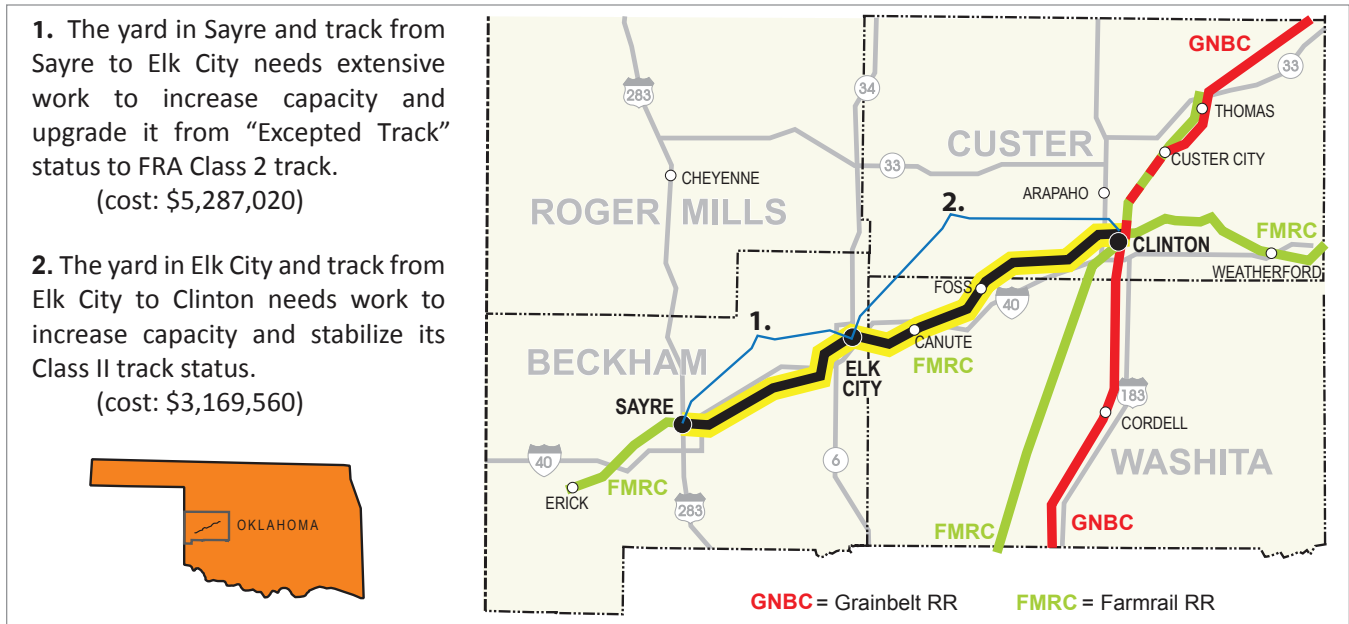 1. The yard in Sayre and track from
Sayre to Elk City needs extensive
work to increase capacity and
upgrade it from “Excepted Track”
status to FRA Class 2 track.
(cost: $5,287,020)
2. The yard in Elk City and track from
Elk City to Clinton needs work to
increase capacity and stabilize its
Class II track status.
(cost: $3,169,560)
OKLAHOMA
GNBC
33
283
34
THOMAS
CUSTER
CUSTER CITY
33
CHEYENNE
ARAPAHO
ROGER MILLS
2.
CLINTON
FMRC
WEATHERFORD
FOSS
40
1.
CANUTE
BECKHAM
ELK
CITY
FMRC
183
SAYRE
CORDELL
WASHITA
40
6
FMRC
ERICK
283
FMRC
GNBC
GNBC = Grainbelt RR
FMRC = Farmrail RR